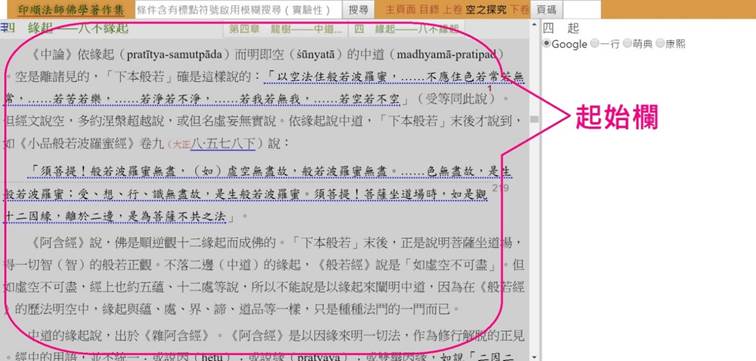 印順法師佛學著作集 條件含有標點符號啟用模糊搜尋（實驗性） 搜尋 主頁面 目錄 上卷 空之探究 下卷 頁碼
四 緣起──八不緣起 第四章 龍樹──中道… 四 緣起──八不緣起
四 起
Google 一行 萌典 康熙
《中論》依緣起（pratītya-samutpāda）而明即空（śūnyatā）的中道（madhyamā-pratipad）
。空是離諸見的，「下本般若」確是這樣說的：「以空法住般若波羅蜜，……不應住色若常若無
1
常，……若苦若樂，……若淨若不淨，……若我若無我，……若空若不空」（受等同此說）。
但經文說空，多約涅槃超越說，或但名虛妄無實說。依緣起說中道，「下本般若」末後才說到，
如《小品般若波羅蜜經》卷九（大正八‧五七八下）說：
起始欄
「須菩提！般若波羅蜜無盡，（如）虛空無盡故，般若波羅蜜無盡。……色無盡故，是生
般若波羅蜜；受、想、行、識無盡故，是生般若波羅蜜。須菩提！菩薩坐道場時，如是觀
219
十二因緣，離於二邊，是為菩薩不共之法」。
《阿含經》說，佛是順逆觀十二緣起而成佛的。「下本般若」末後，正是說明菩薩坐道場，
得一切智（智）的般若正觀。不落二邊（中道）的緣起，《般若經》說是「如虛空不可盡」。但
如虛空不可盡，經上也約五蘊、十二處等說，所以不能說是以緣起來闡明中道，因為在《般若經
》的歷法明空中，緣起與蘊、處、界、諦、道品等一樣，只是種種法門的一門而已。
中道的緣起說，出於《雜阿含經》。《阿含經》是以因緣來明一切法，作為修行解脫的正見
。經中的用語，並不統一：或說因（hetu）；或說緣（pratyaya）；或雙舉因緣，如說「二因二